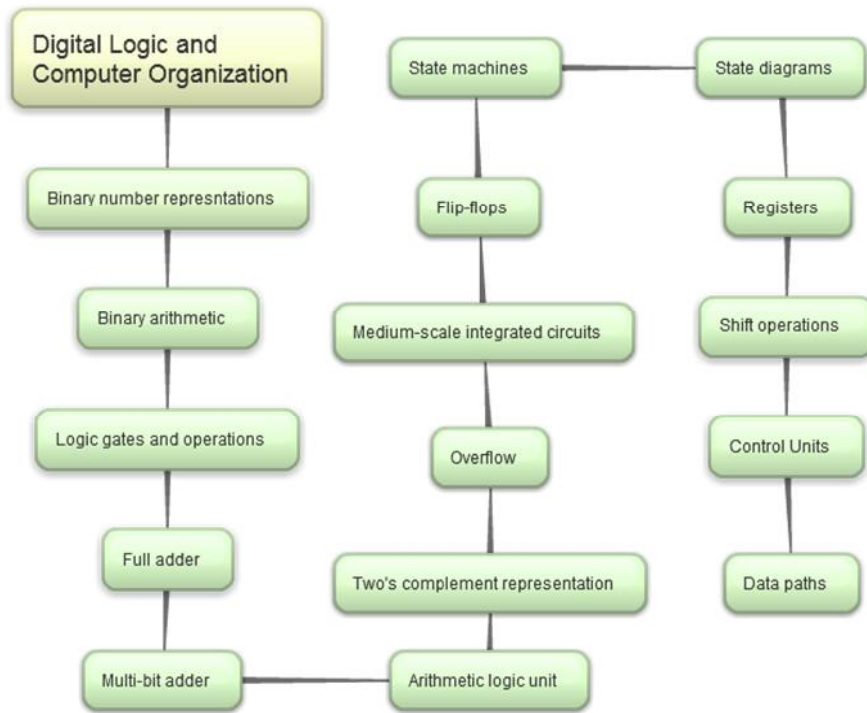 Digital Logic and
Computer Organization
Binary number represntations
Binary arithmetic
Logic gates and operations
Full adder
Multi-bit adder
Arithmetic logic unit
Two's complement representation
Overflow
Medium-scale integrated circuits
Flip-flops
State machines
State diagrams
Registers
Shift operations
Control Units
Data paths